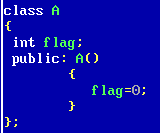 class A
{
int flag;
public: A()
{
flag=0;
}
};